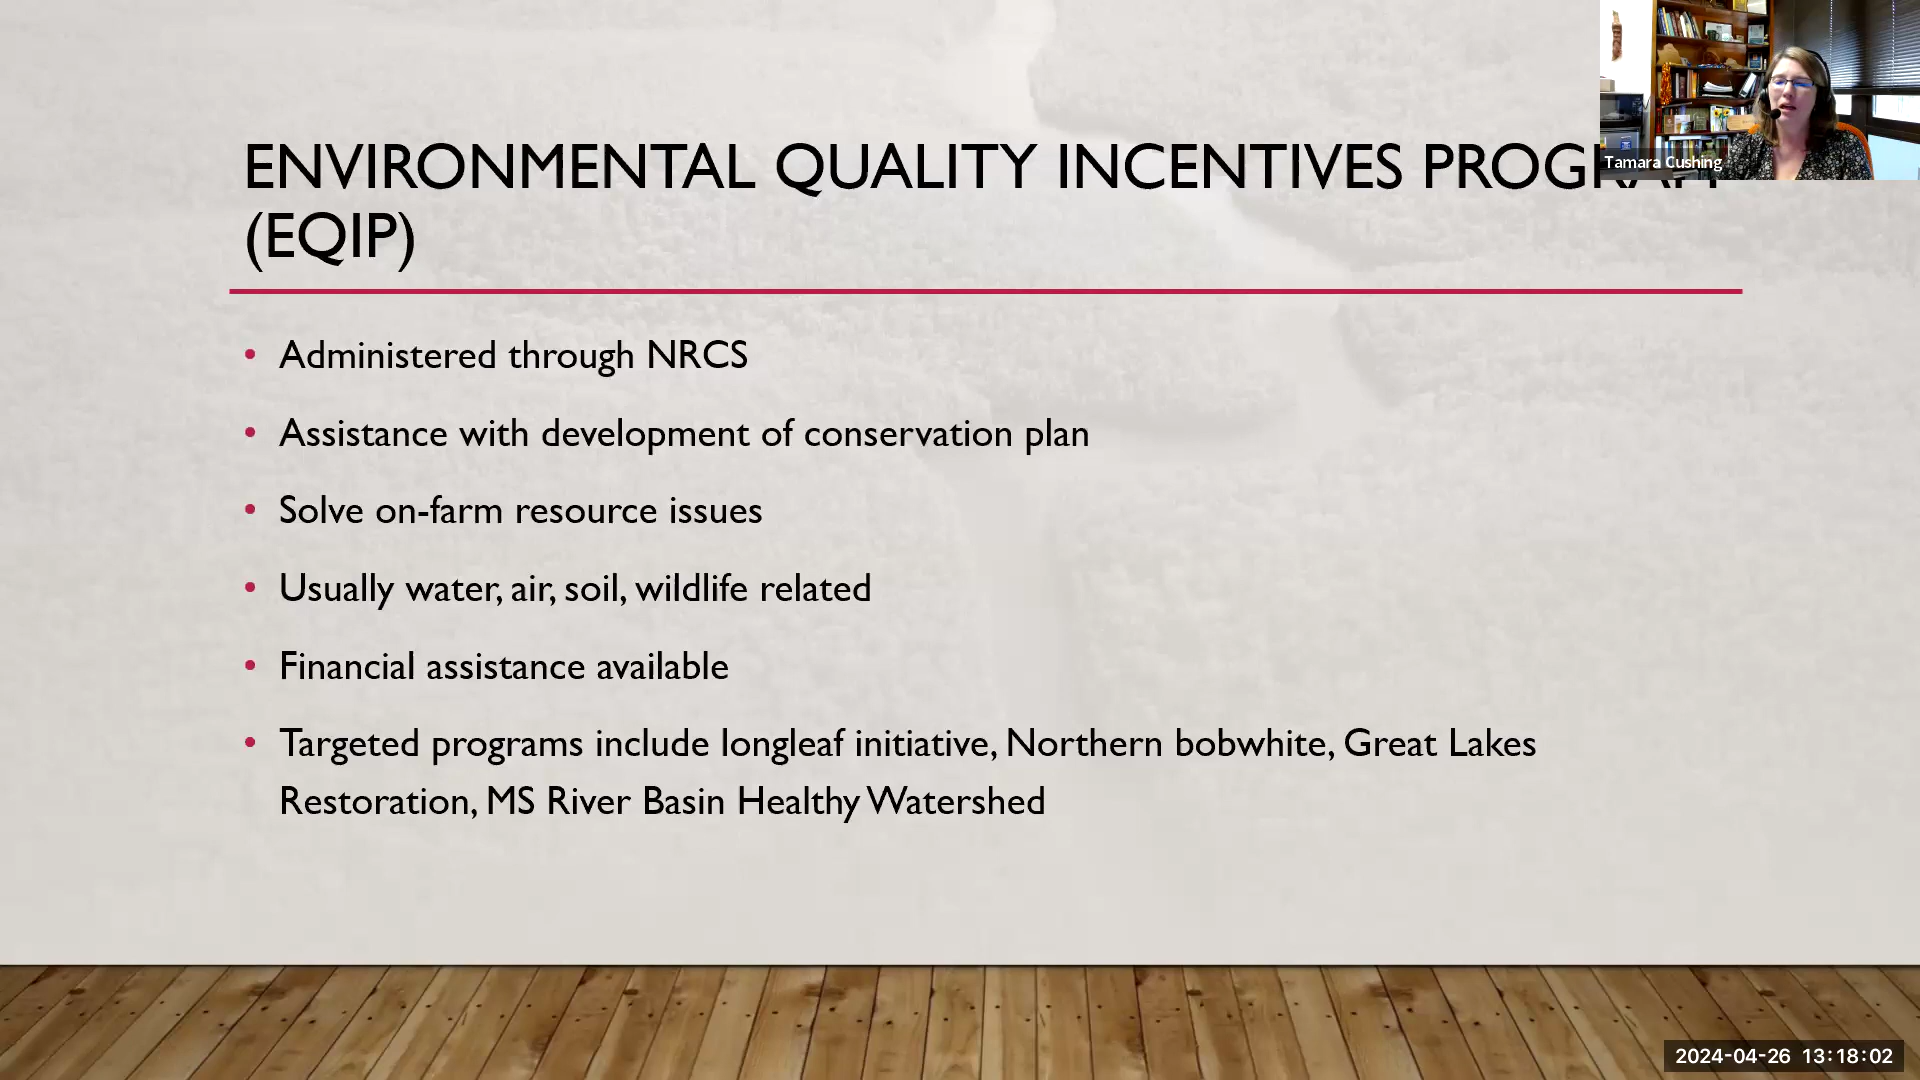 ENVIRONMENTAL QUALITY INCENTIVES PROGRAM
(EQIP)
Tamara Cushing
• Administered through NRCS
• Assistance with development of conservation plan
• Solve on-farm resource issues
• Usually water, air, soil, wildlife related
• Financial assistance available
• Targeted programs include longleaf initiative, Northern bobwhite, Great Lakes
Restoration, MS River Basin Healthy Watershed
2024-04-26 13:18:02